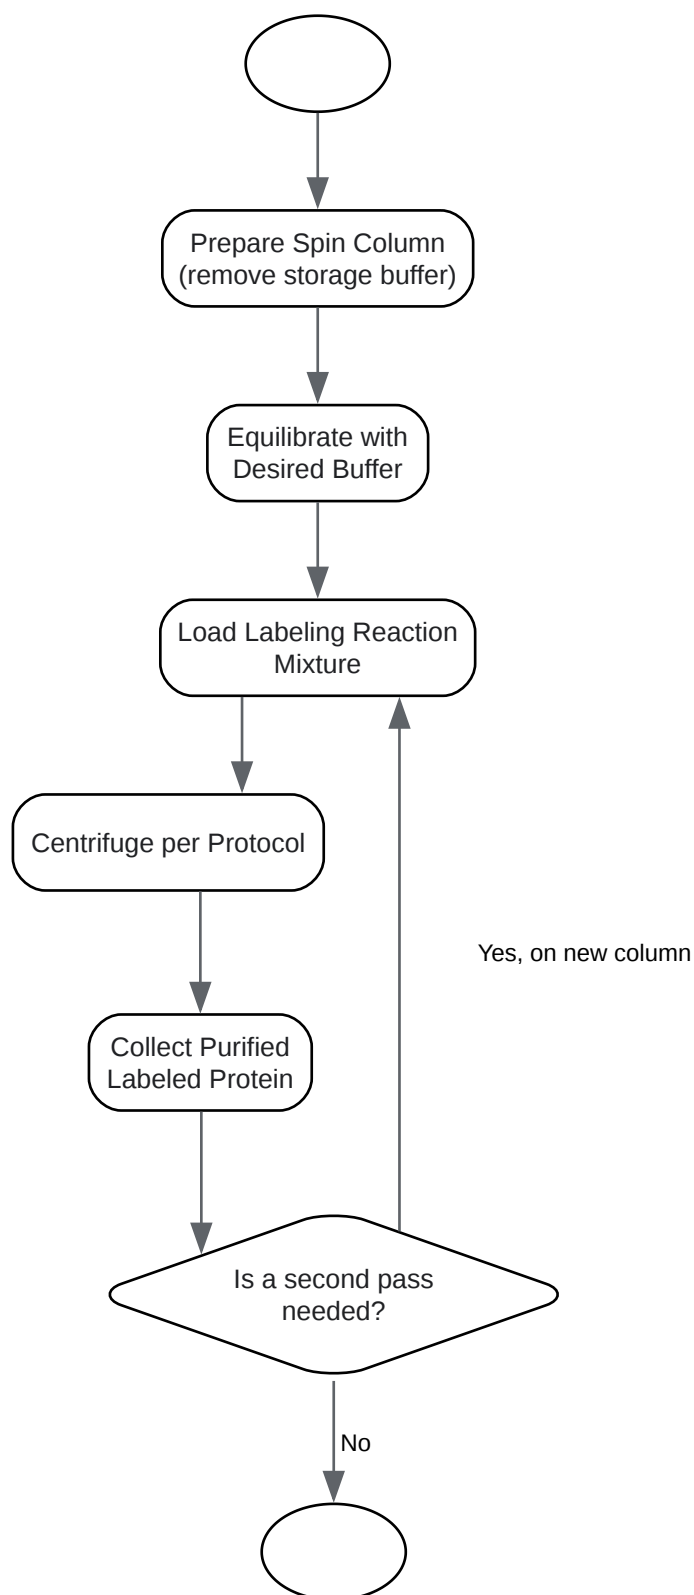 Prepare Spin Column
(remove storage buffer)
Equilibrate with
Desired Buffer
Load Labeling Reaction
Mixture
Centrifuge per Protocol
Yes, on new column
Collect Purified
Labeled Protein
Is a second pass
needed?
No